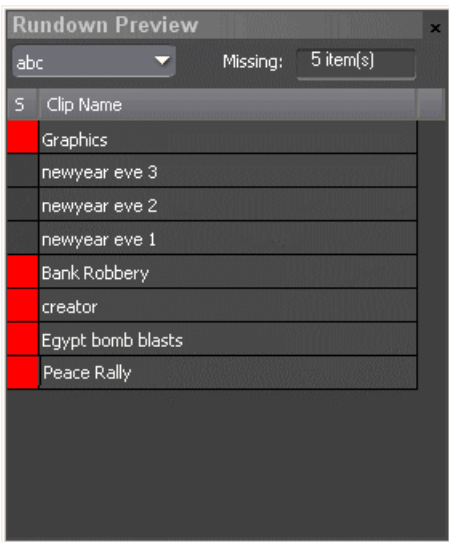 Rundown Preview x
abc Missing: 5 item(s)
S Clip Name
Graphics
newyear eve 3
newyear eve 2
newyear eve 1
Bank Robbery
creator
Egypt bomb blasts
Peace Rally